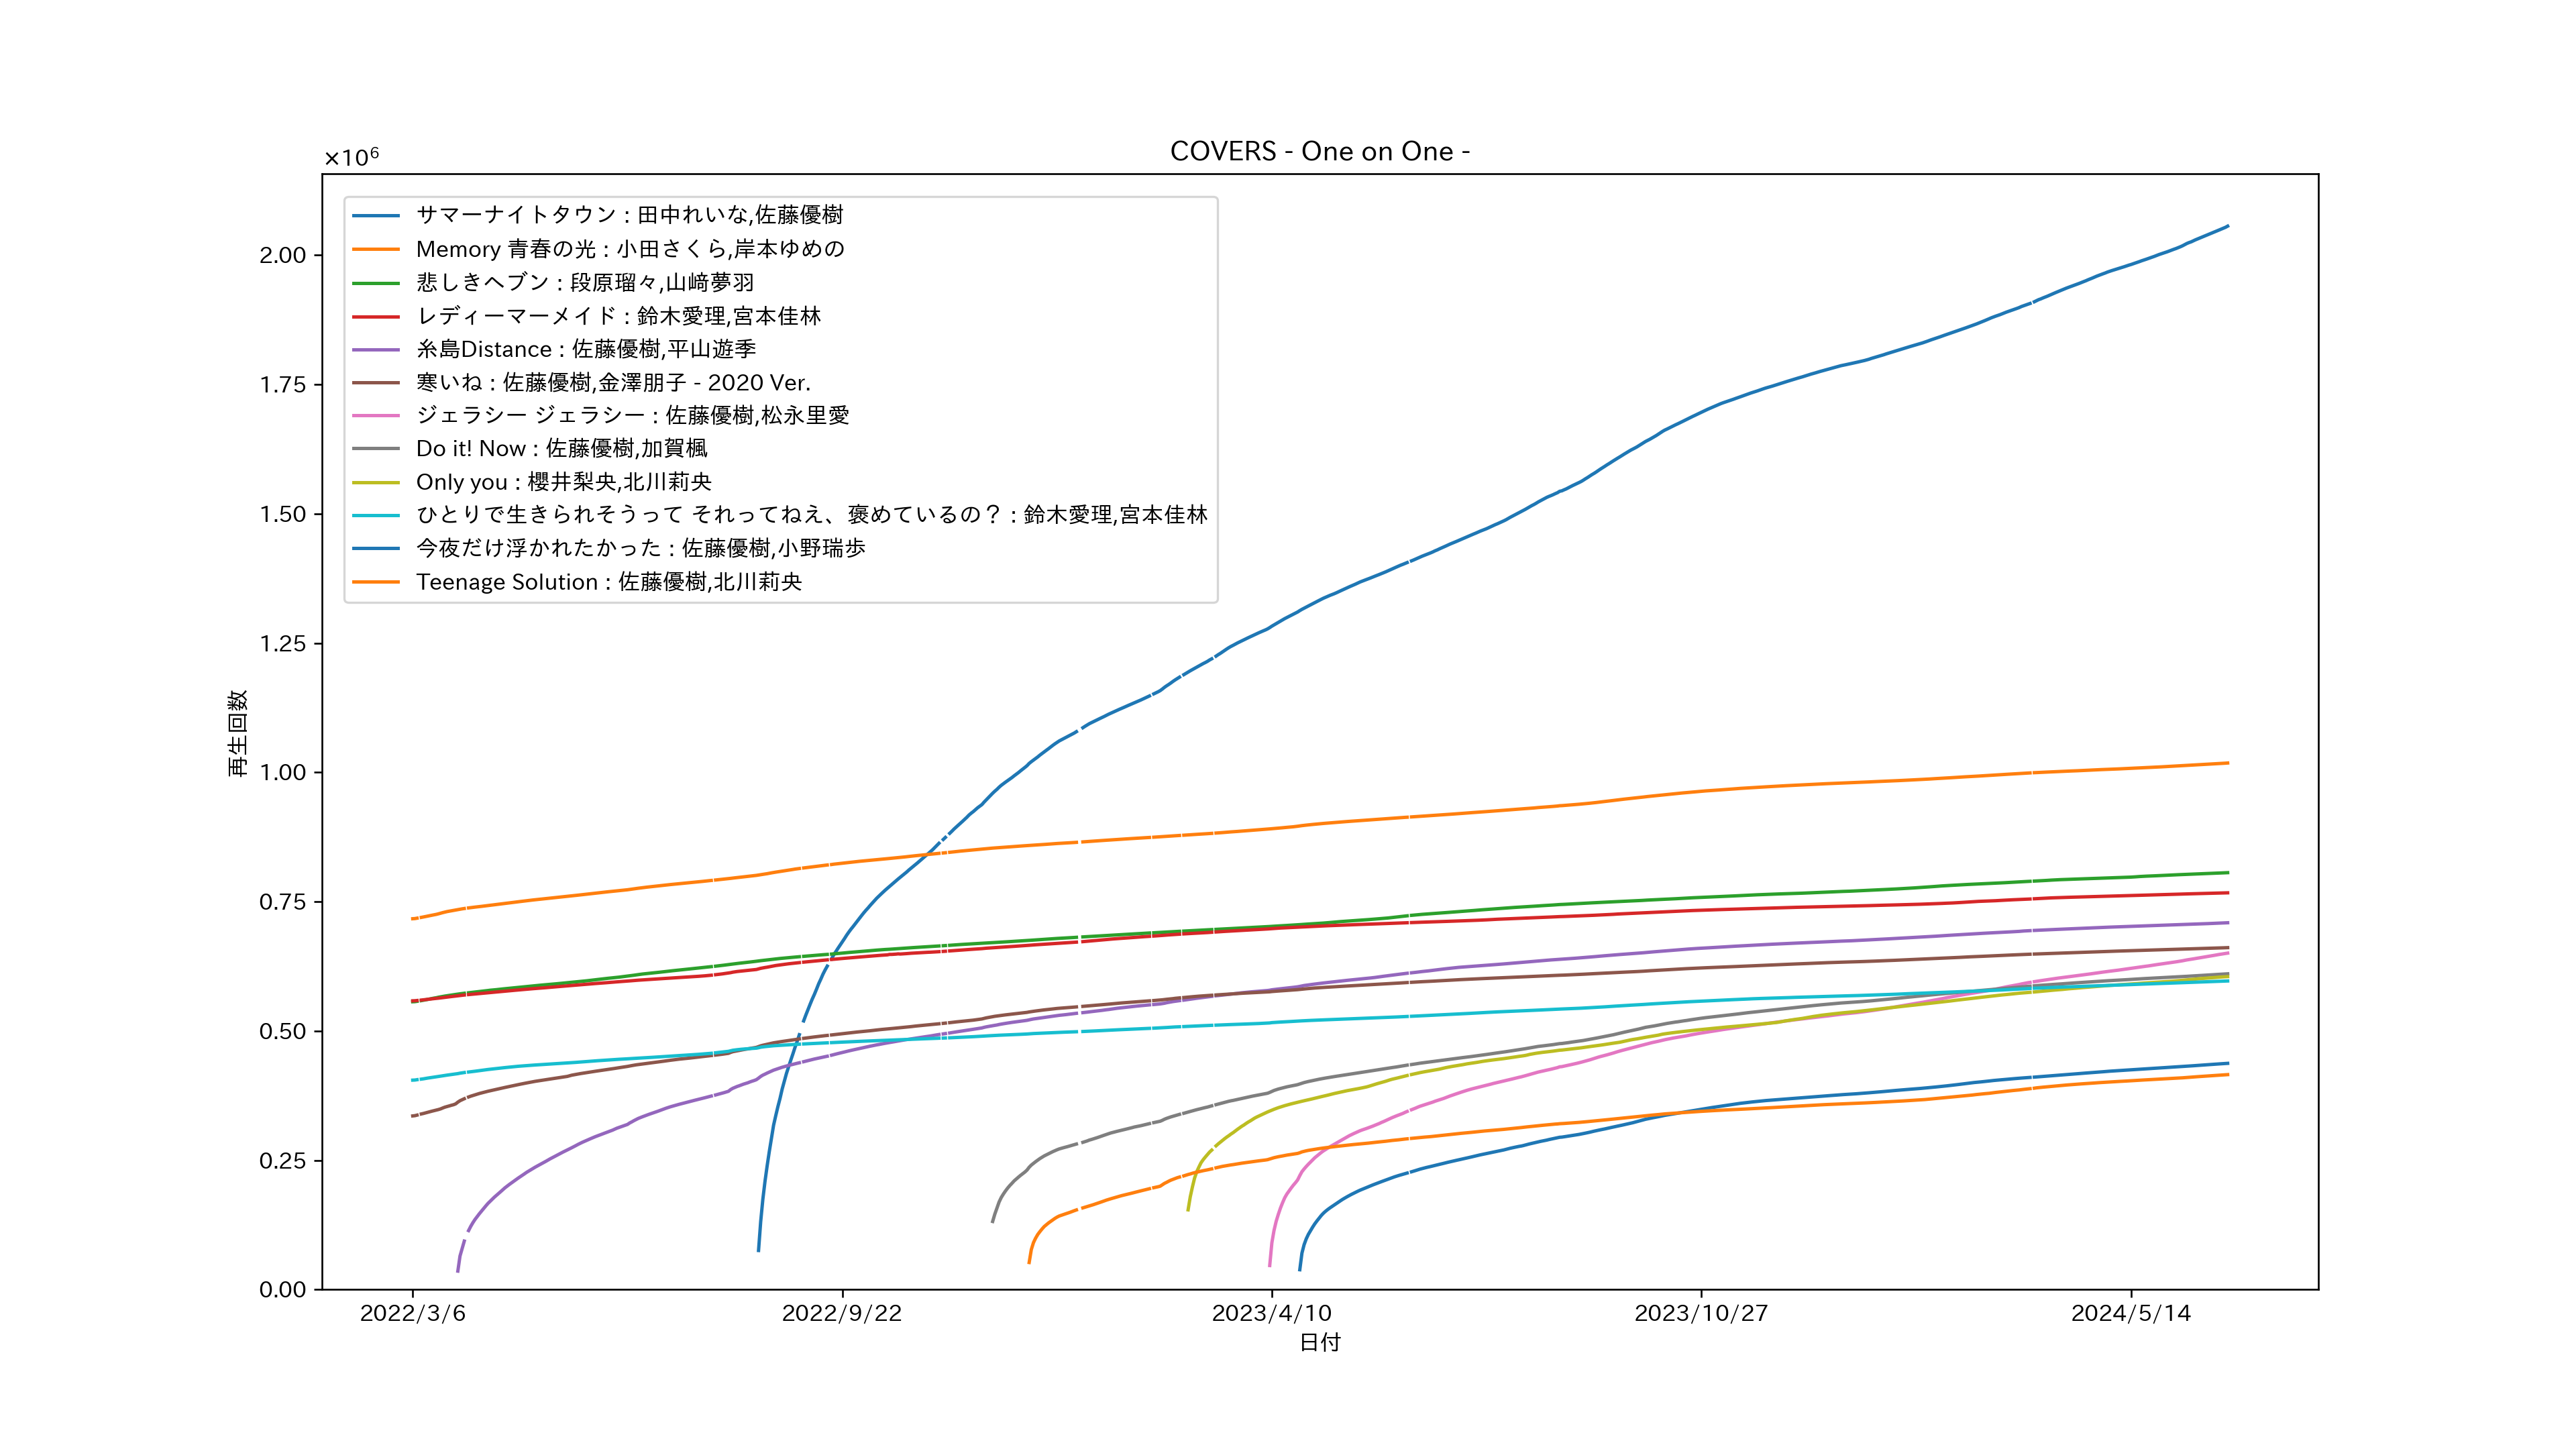 COVERS - One on One -
×10⁶
サマーナイトタウン : 田中れいな,佐藤優樹
Memory 青春の光 : 小田さくら,岸本ゆめの
悲しきヘブン : 段原瑠々,山﨑夢羽
レディーマーメイド : 鈴木愛理,宮本佳林
糸島Distance : 佐藤優樹,平山遊季
寒いね : 佐藤優樹,金澤朋子 - 2020 Ver.
ジェラシー ジェラシー : 佐藤優樹,松永里愛
Do it! Now : 佐藤優樹,加賀楓
Only you : 櫻井梨央,北川莉央
ひとりで生きられそうって それってねえ、褒めているの？ : 鈴木愛理,宮本佳林
今夜だけ浮かれたかった : 佐藤優樹,小野瑞歩
Teenage Solution : 佐藤優樹,北川莉央
2.00
1.75
1.50
1.25
1.00
0.75
0.50
0.25
0.00
再生回数
2022/3/6
2022/9/22
2023/4/10
2023/10/27
2024/5/14
日付